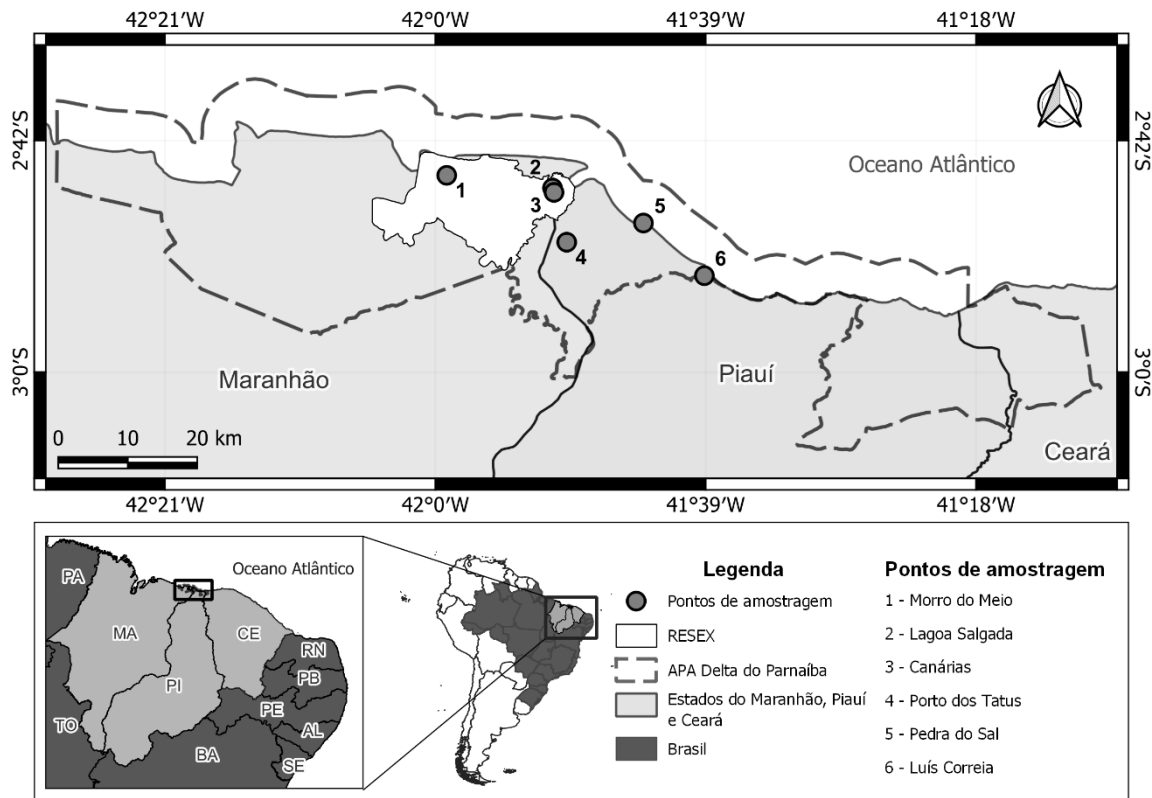 42°21'W 42°00'W 41°39'W 41°18'W
2°42'S
2°42'S
Oceano Atlântico
1
2
3
4
5
6
3°0'S
3°0'S
Maranhão
Piauí
Ceará
0 10 20 km
42°21'W 42°00'W 41°39'W 41°18'W
Oceano Atlântico
PA
MA
CE
RN
PB
PI
PE
TO
AL
BA
SE
Legenda
Pontos de amostragem
RESEX
APA Delta do Parnaíba
Estados do Maranhão, Piauí
e Ceará
Brasil
Pontos de amostragem
1 - Morro do Meio
2 - Lagoa Salgada
3 - Canárias
4 - Porto dos Tatus
5 - Pedra do Sal
6 - Luís Correia